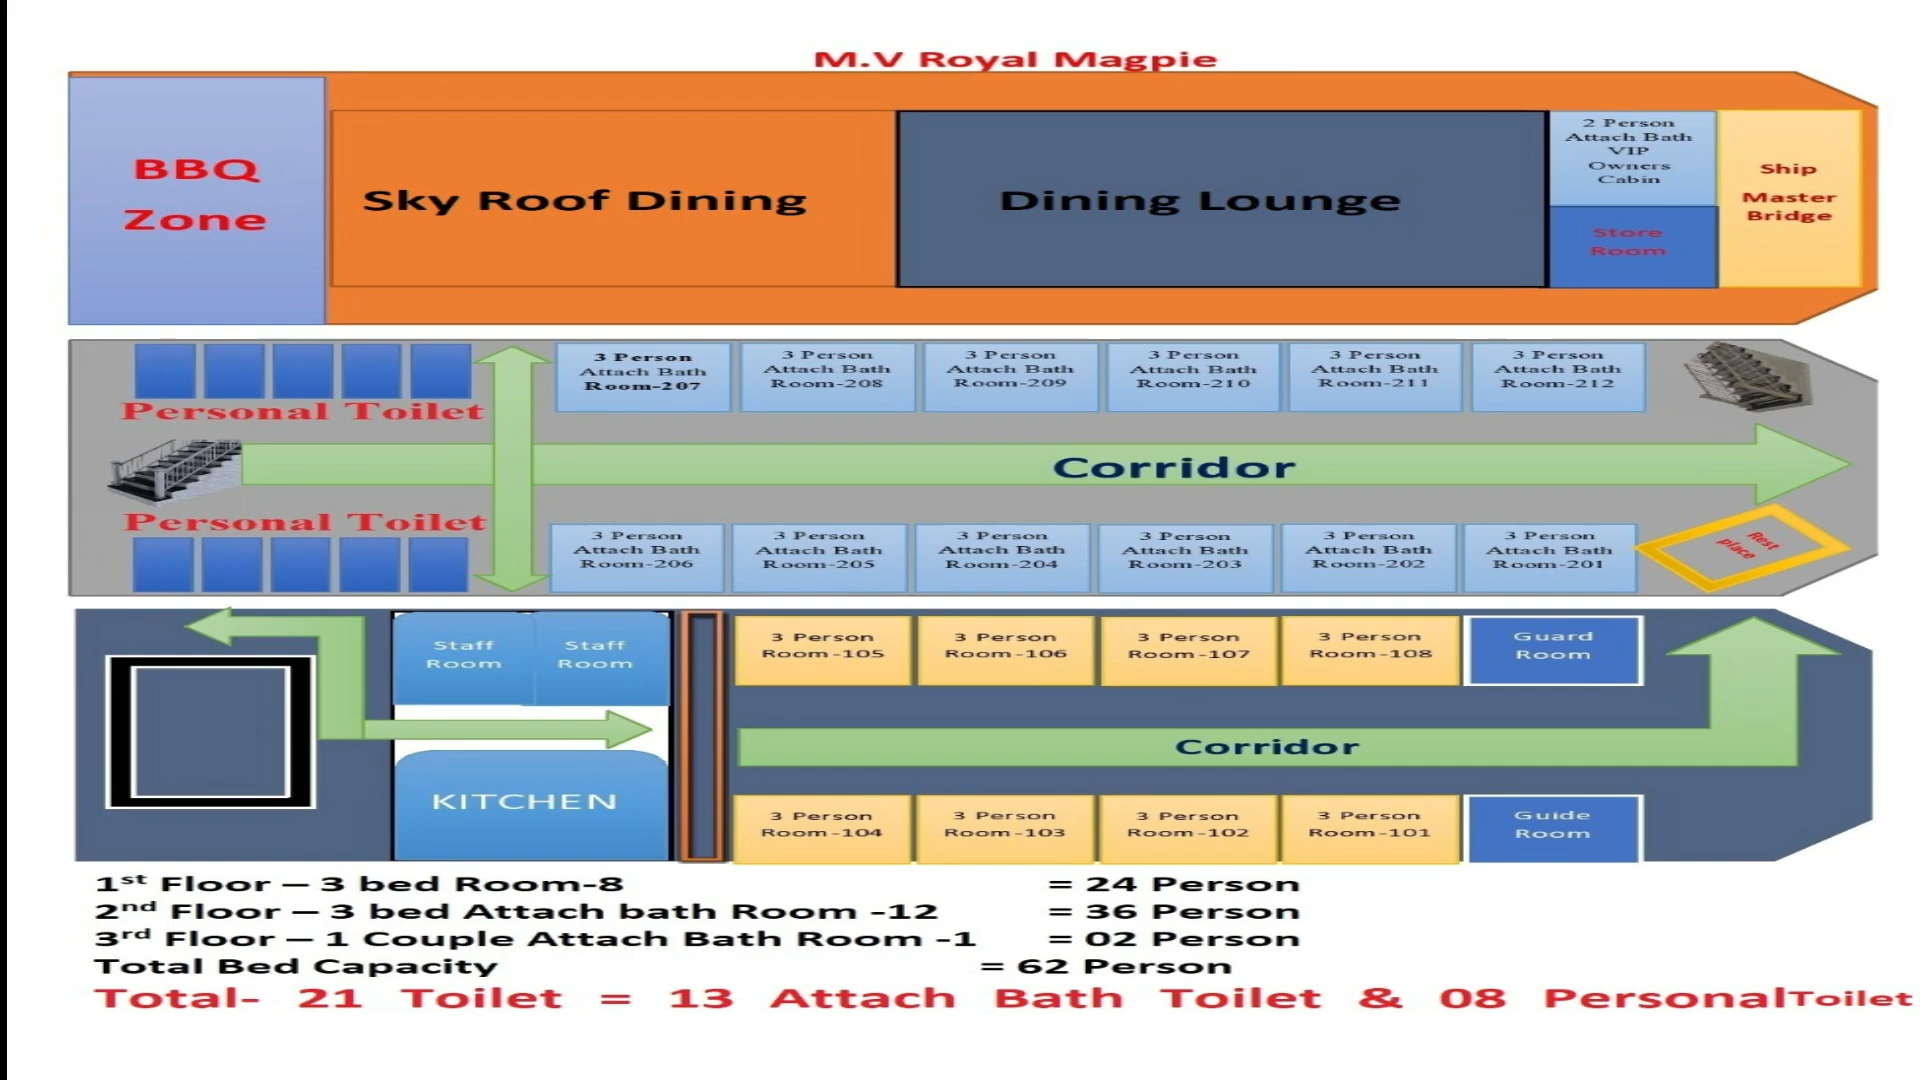 M.V Royal Magpie
BBQ
Zone
Sky Roof Dining
Dining Lounge
2 Person
Attach Bath
VIP
Owners
Cabin
Store
Room
Ship
Master
Bridge
Personal Toilet
3 Person
Attach Bath
Room-207
3 Person
Attach Bath
Room-208
3 Person
Attach Bath
Room-209
3 Person
Attach Bath
Room-210
3 Person
Attach Bath
Room-211
3 Person
Attach Bath
Room-212
Corridor
Personal Toilet
3 Person
Attach Bath
Room-206
3 Person
Attach Bath
Room-205
3 Person
Attach Bath
Room-204
3 Person
Attach Bath
Room-203
3 Person
Attach Bath
Room-202
3 Person
Attach Bath
Room-201
Rest
place
Staff
Room
Staff
Room
3 Person
Room-105
3 Person
Room-106
3 Person
Room-107
3 Person
Room-108
Guard
Room
Corridor
KITCHEN
3 Person
Room-104
3 Person
Room-103
3 Person
Room-102
3 Person
Room-101
Guide
Room
1st Floor – 3 bed Room-8 = 24 Person
2nd Floor – 3 bed Attach bath Room -12 = 36 Person
3rd Floor – 1 Couple Attach Bath Room -1 = 02 Person
Total Bed Capacity = 62 Person
Total- 21 Toilet = 13 Attach Bath Toilet & 08 PersonalToilet